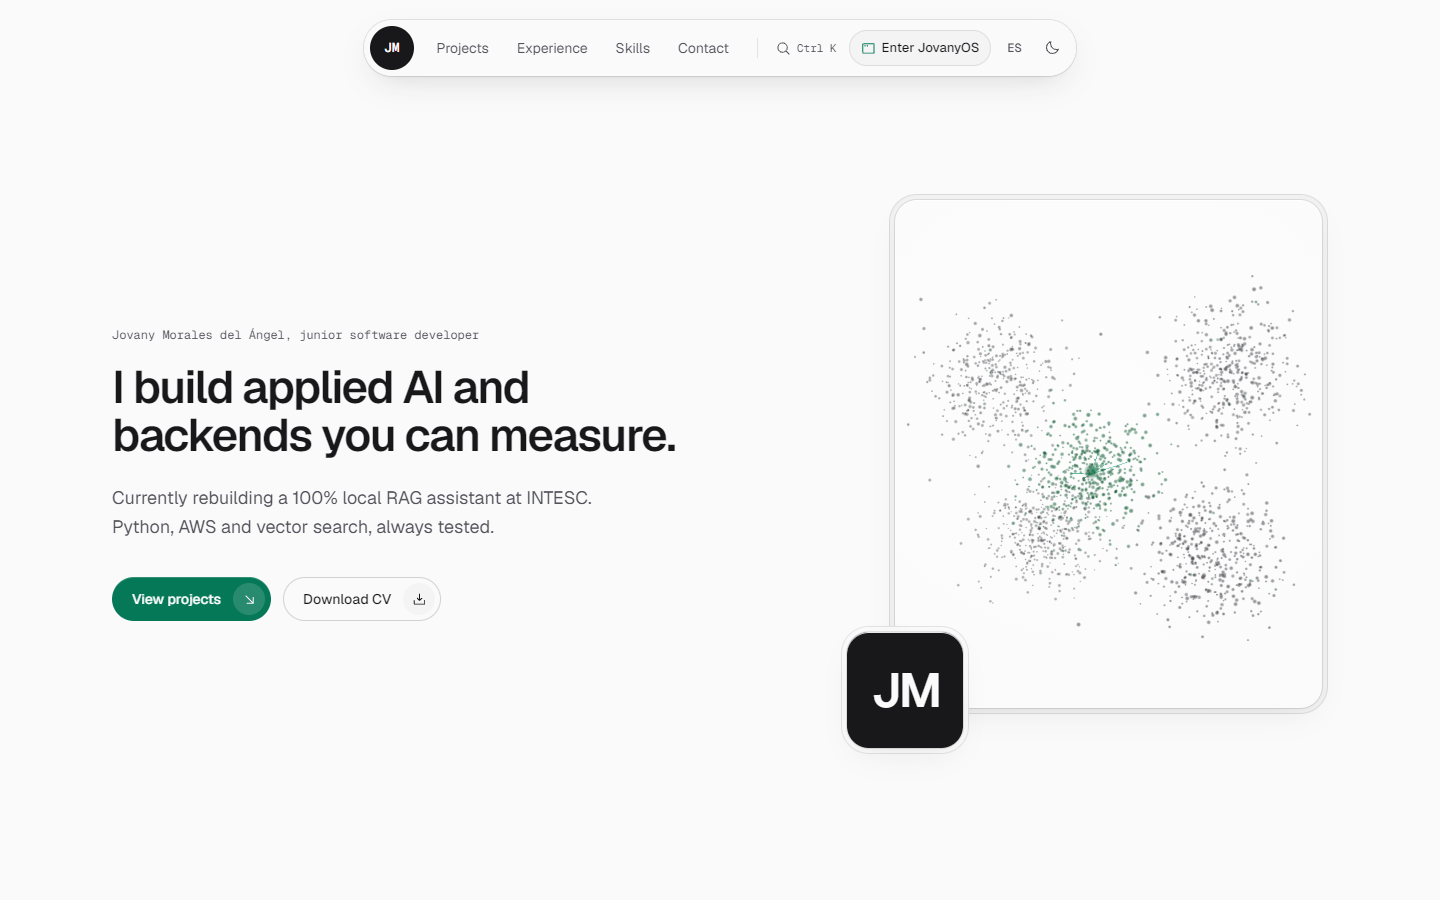 JM Projects Experience Skills Contact Ctrl K Enter JovanyOS ES
Jovany Morales del Ángel, junior software developer
I build applied AI and
backends you can measure.
Currently rebuilding a 100% local RAG assistant at INTESC.
Python, AWS and vector search, always tested.
View projects Download CV
JM